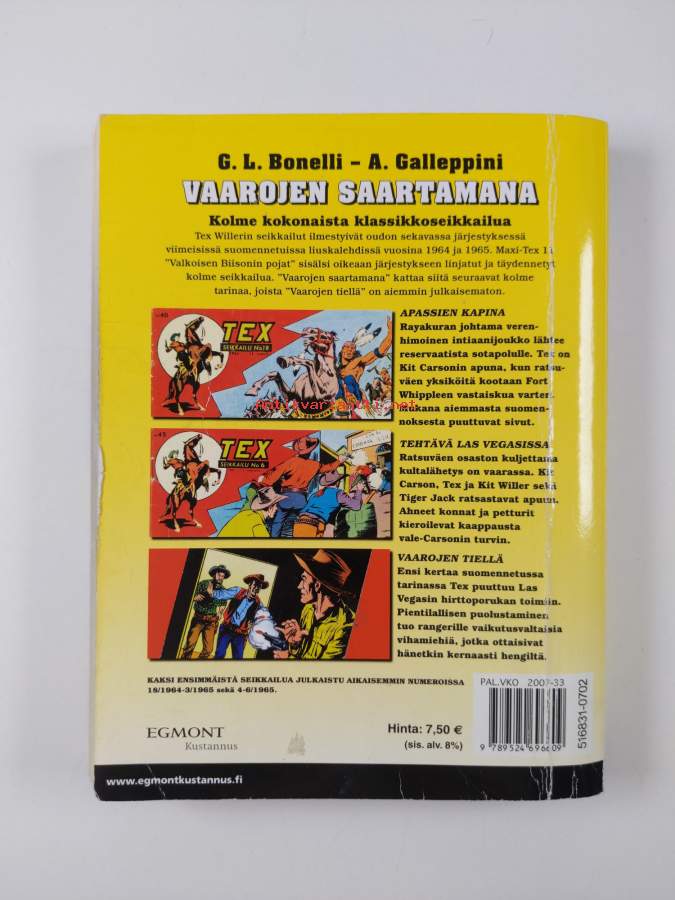 G. L. Bonelli – A. Galleppini
VAAROJEN SAARTAMANA
Kolme kokonaista klassikkoseikkailua
Tex Willerin seikkailut ilmestyivät oudon sekavassa järjestyksessä
viimeisissä suomennetuissa liuskalehdissä vuosina 1964 ja 1965. Maxi-Tex 11
"Valkoisen Biisonin pojat" sisälsi oikeaan järjestykseen linjatut ja täydennetyt
kolme seikkailua. "Vaarojen saartamana" kattaa siitä seuraavat kolme
tarinaa, joista "Vaarojen tiellä" on aiemmin julkaisematon.
TEX
SEIKKAILU No 18
APASSIEN KAPINA
Rayakuran johtama veren-
himoinen intiaanijoukko lähtee
reservaatista sotapolulle. Tex on
Kit Carsonin apuna, kun ratsu-
väen yksiköitä kootaan Fort
Whippleen vastaiskua varten.
Mukana aiemmasta suomen-
noksesta puuttuvat sivut.
antikvariaatti.net
TEX
SEIKKAILU No 6
TEHTÄVÄ LAS VEGASISSA
Ratsuväen osaston kuljettama
kultalähetys on vaarassa. Kit
Carson, Tex ja Kit Willer sekä
Tiger Jack ratsastavat apuun.
Ahneet konnat ja petturit
kieroilevat kaappausta
vale-Carsonin turvin.
VAAROJEN TIELLÄ
Ensi kertaa suomennetussa
tarinassa Tex puuttuu Las
Vegasin hirttoporukan toimiin.
Pientilallisen puolustaminen
tuo rangerille vaikutusvaltaisia
vihamiehiä, jotka ottaisivat
hänetkin kernaasti hengiltä.
KAKSI ENSIMMÄISTÄ SEIKKAILUA JULKAISTU AIKAISEMMIN NUMEROISSA
18/1964-3/1965 sekä 4-6/1965.
EGMONT
Kustannus
Hinta: 7,50 €
(sis. alv. 8%)
PAL.VKO 2007-33
9 789524 696609
516831-0702
www.egmontkustannus.fi